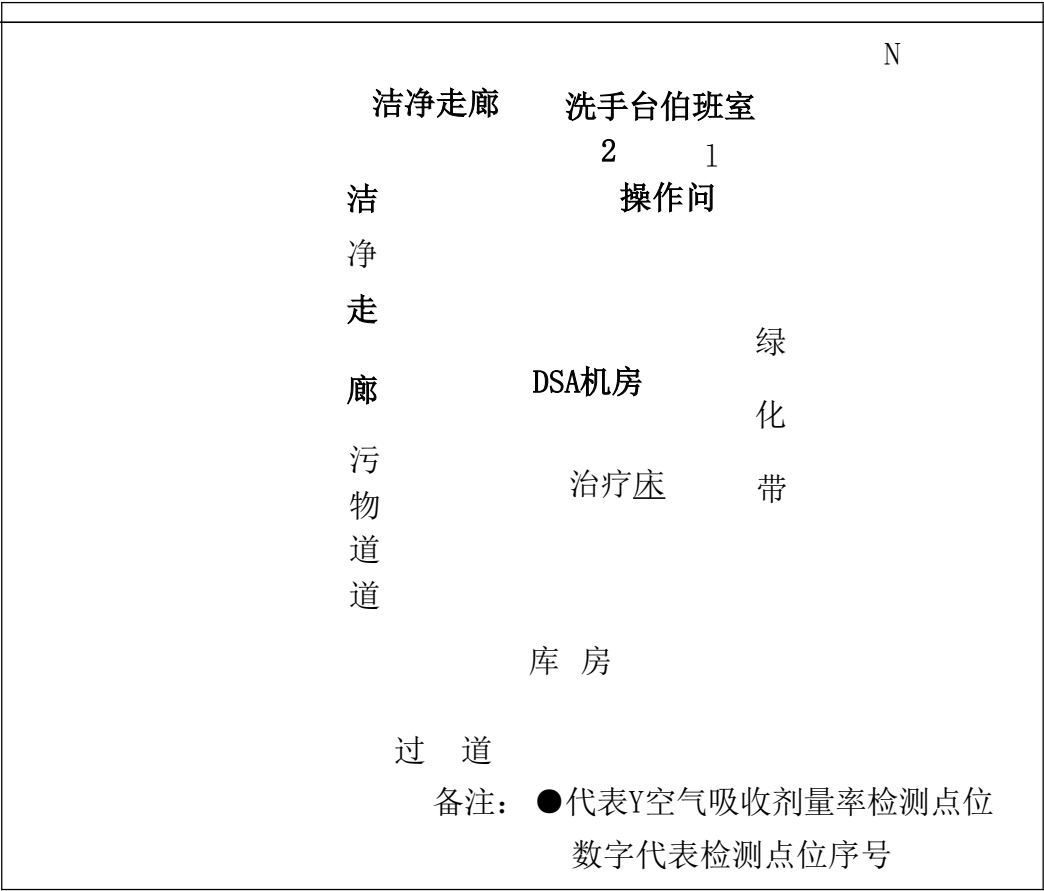 N
洁净走廊 洗手台伯班室
2 1
洁 操作问
净
走
绿
廊 DSA机房
化
污
治疗床 带
物
道
道
库 房
过 道
备注： ●代表Y空气吸收剂量率检测点位
数字代表检测点位序号